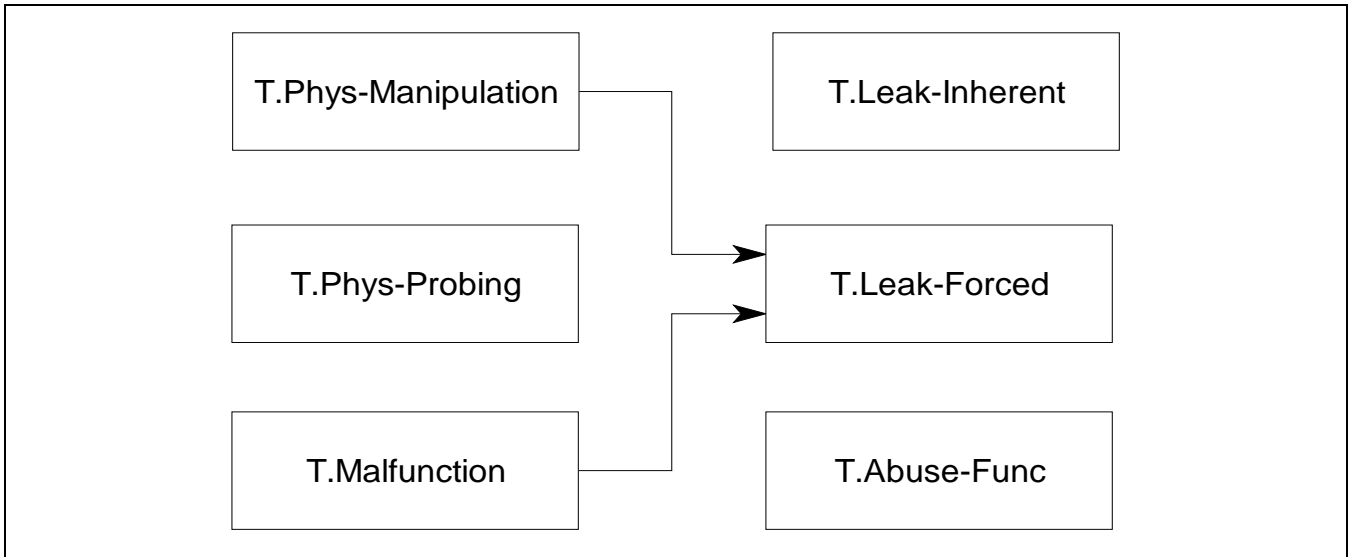 T.Phys-Manipulation
T.Leak-Inherent
T.Phys-Probing
T.Leak-Forced
T.Malfunction
T.Abuse-Func